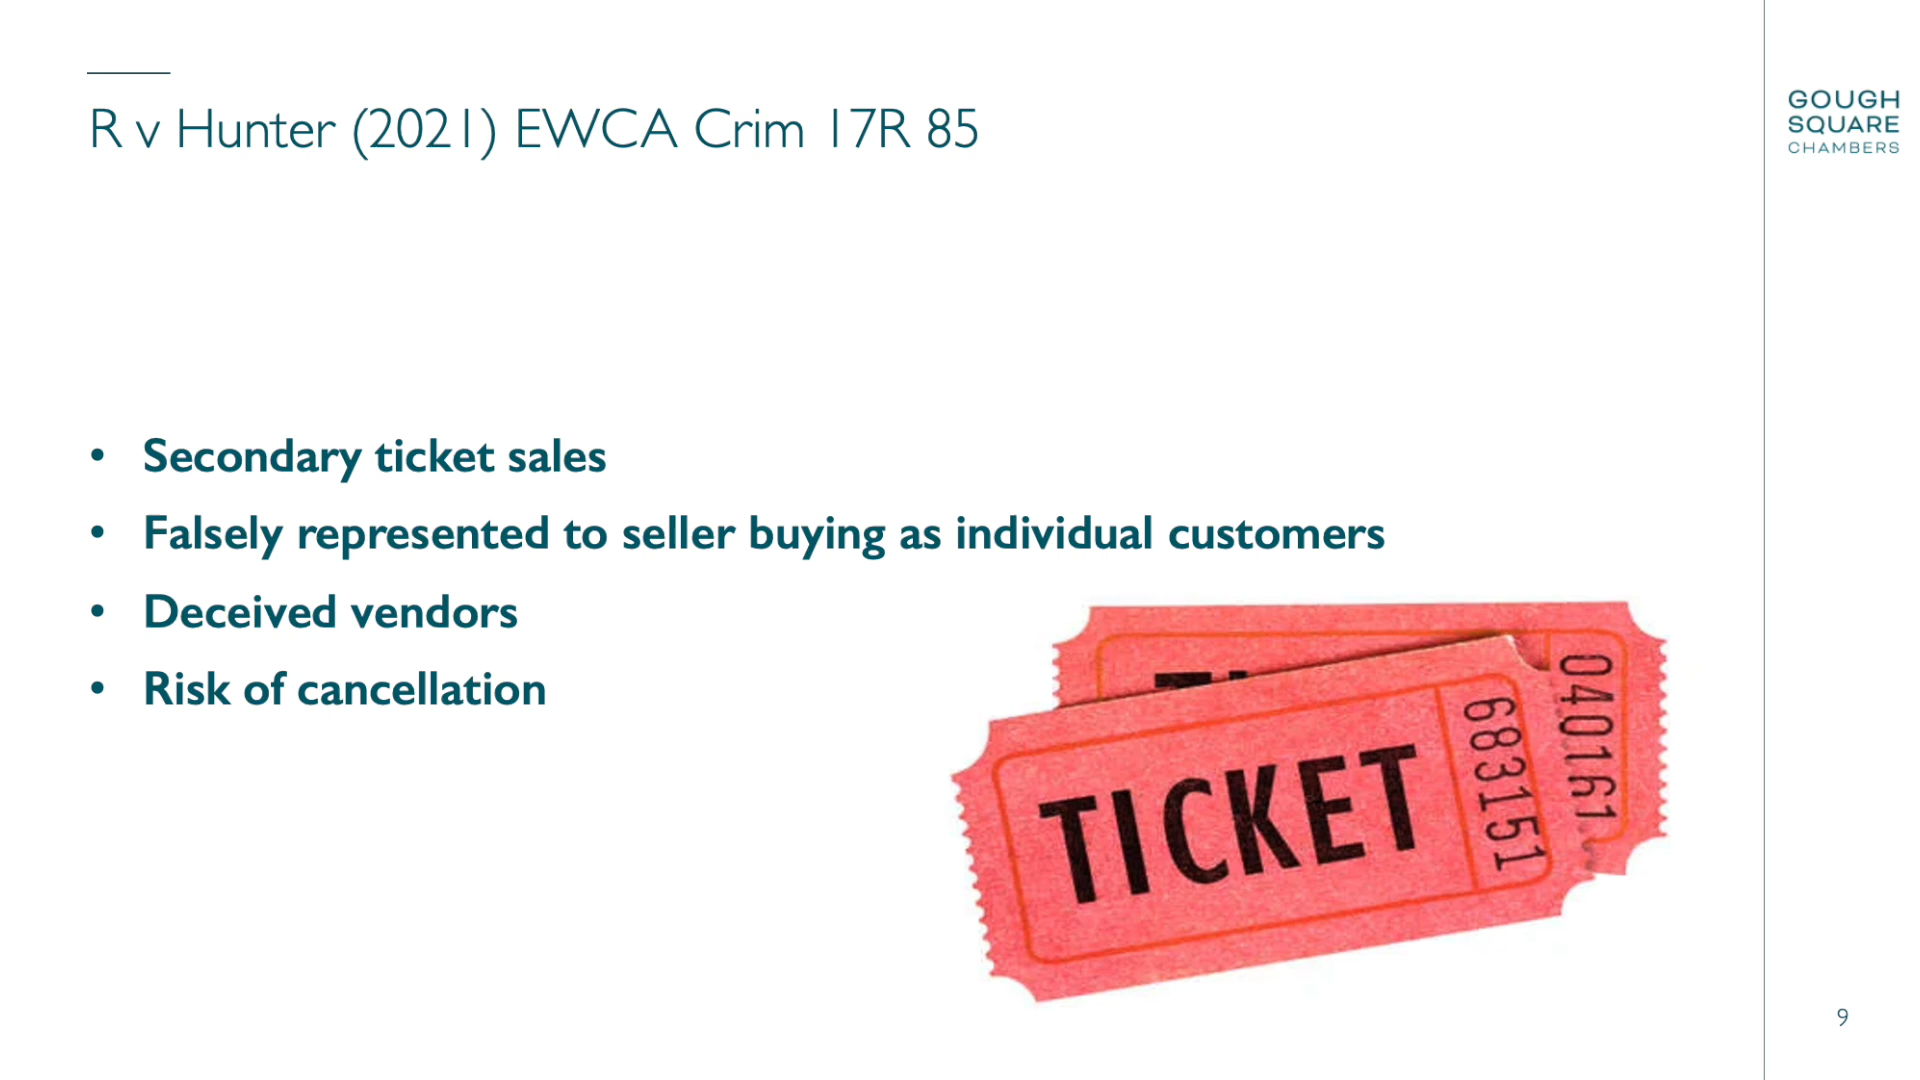 R v Hunter (2021) EWCA Crim 17R 85
GOUGH
SQUARE
CHAMBERS
• Secondary ticket sales
• Falsely represented to seller buying as individual customers
• Deceived vendors
• Risk of cancellation
TICKET
683151
040161
9